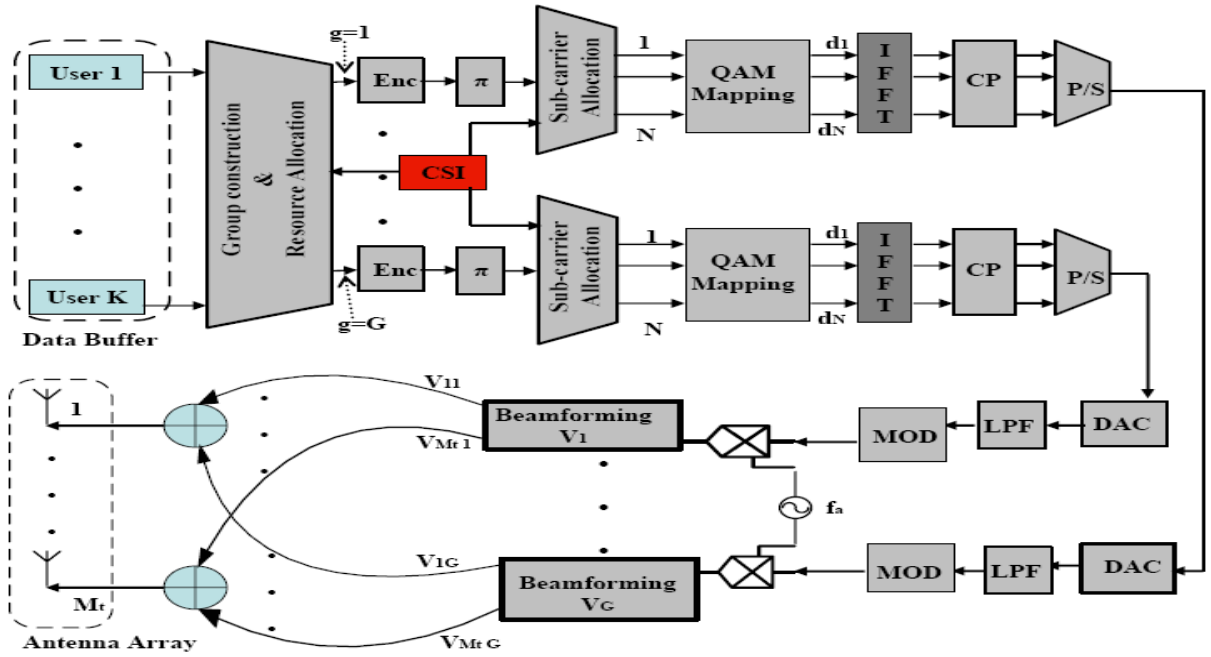 User 1
User K
Data Buffer
Group construction
&
Resource Allocation
g=1
g=G
Enc
π
CSI
Enc
π
Sub-carrier
Allocation
1
N
QAM
Mapping
d1
dN
I
F
F
T
CP
P/S
Sub-carrier
Allocation
1
N
QAM
Mapping
d1
dN
I
F
F
T
CP
P/S
1
Mt
Antenna Array
V11
VMt 1
V1G
VMt G
Beamforming
V1
Beamforming
VG
fa
MOD
LPF
DAC
MOD
LPF
DAC